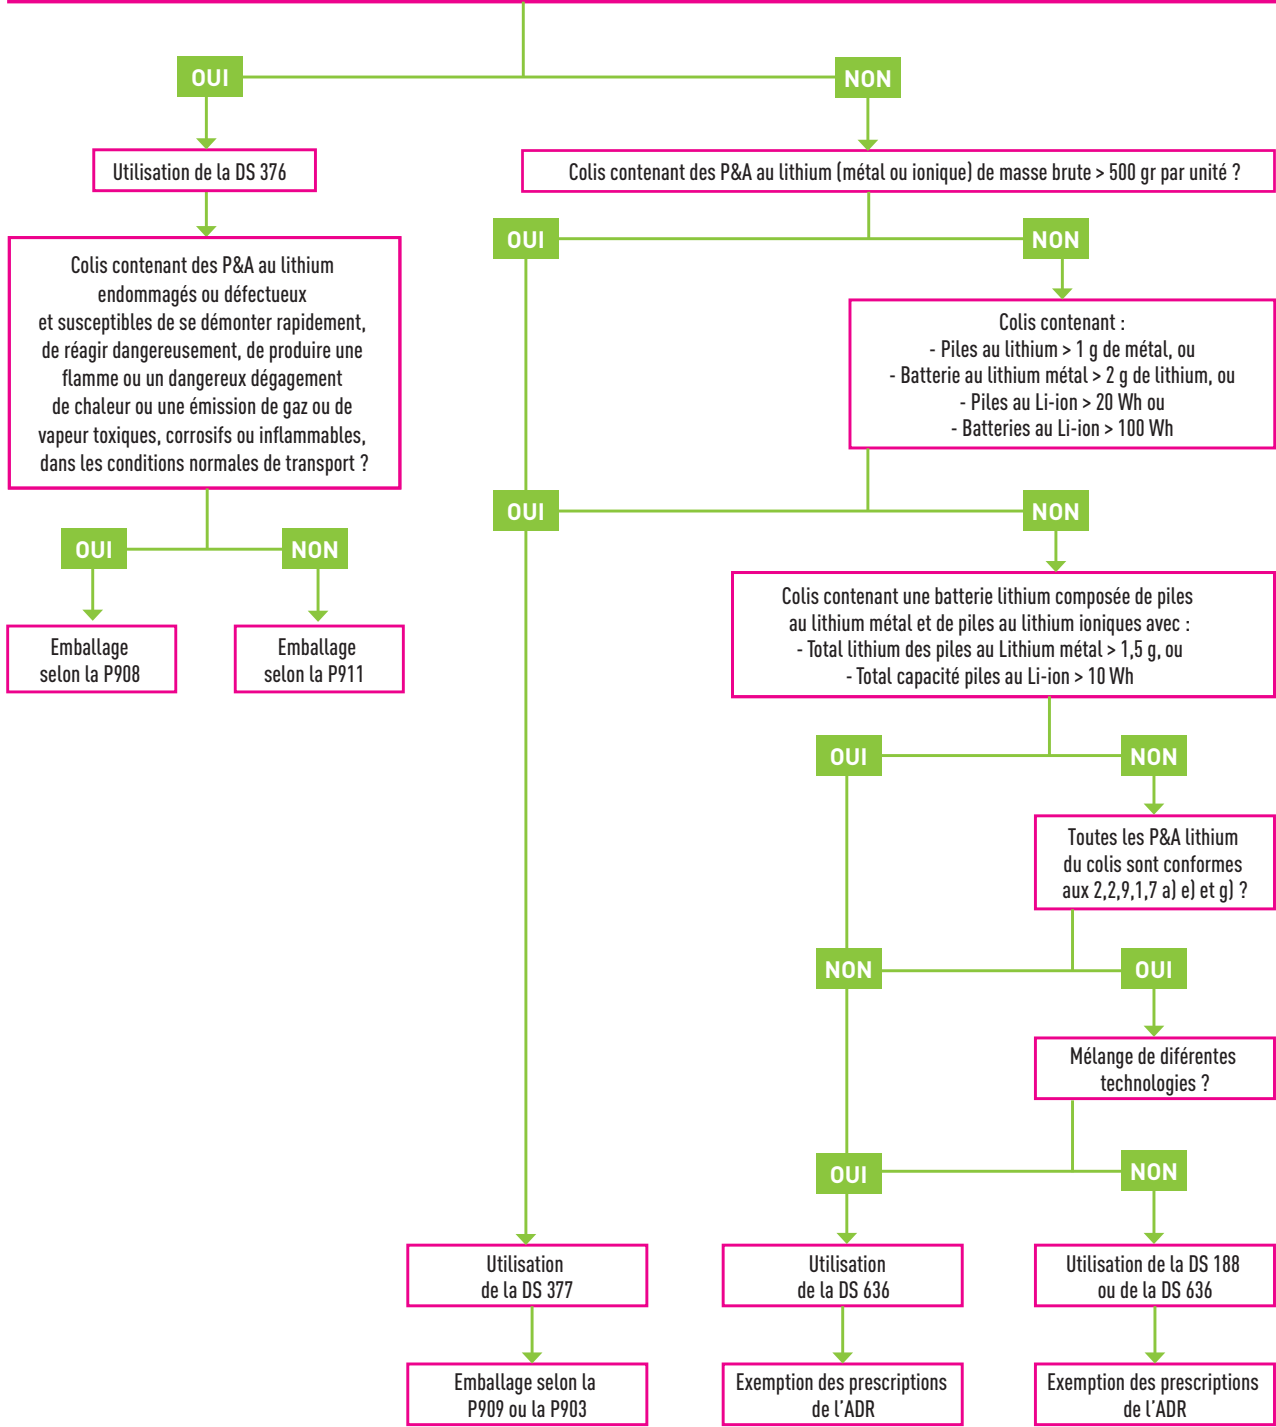 OUI
NON
Utilisation de la DS 376
Colis contenant des P&A au lithium (métal ou ionique) de masse brute > 500 gr par unité ?
OUI
NON
Colis contenant des P&A au lithium
endommagés ou défectueux
et susceptibles de se démonter rapidement,
de réagir dangereusement, de produire une
flamme ou un dangereux dégagement
de chaleur ou une émission de gaz ou de
vapeur toxiques, corrosifs ou inflammables,
dans les conditions normales de transport ?
Colis contenant :
- Piles au lithium > 1 g de métal, ou
- Batterie au lithium métal > 2 g de lithium, ou
- Piles au Li-ion > 20 Wh ou
- Batteries au Li-ion > 100 Wh
OUI
NON
OUI
NON
Emballage
selon la P908
Emballage
selon la P911
Colis contenant une batterie lithium composée de piles
au lithium métal et de piles au lithium ioniques avec :
- Total lithium des piles au Lithium métal > 1,5 g, ou
- Total capacité piles au Li-ion > 10 Wh
OUI
NON
Toutes les P&A lithium
du colis sont conformes
aux 2,2,9,1,7 a) e) et g) ?
NON
OUI
Mélange de diférentes
technologies ?
OUI
NON
Utilisation
de la DS 377
Utilisation
de la DS 636
Utilisation de la DS 188
ou de la DS 636
Emballage selon la
P909 ou la P903
Exemption des prescriptions
de l'ADR
Exemption des prescriptions
de l'ADR